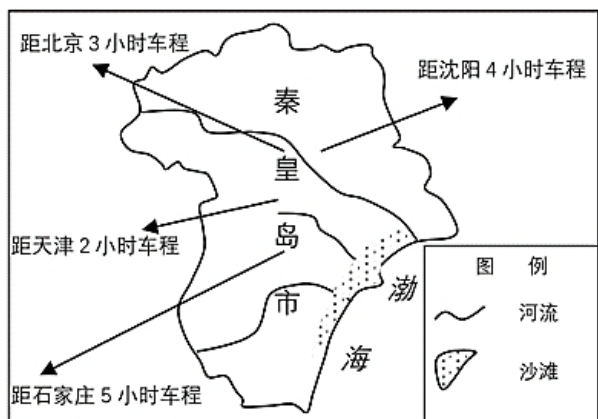 距北京3小时车程
距沈阳4小时车程
秦
皇
岛
市
距天津2小时车程
渤
海
距石家庄5小时车程
图 例
河流
沙滩